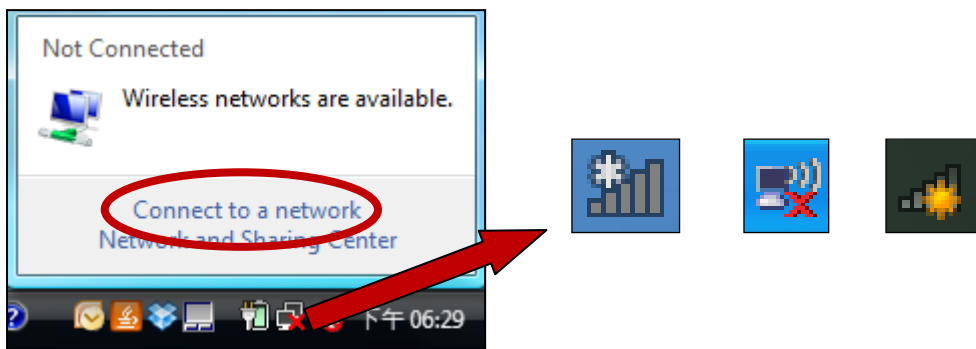 Not Connected
Wireless networks are available.
Connect to a network
Network and Sharing Center
下午 06:29